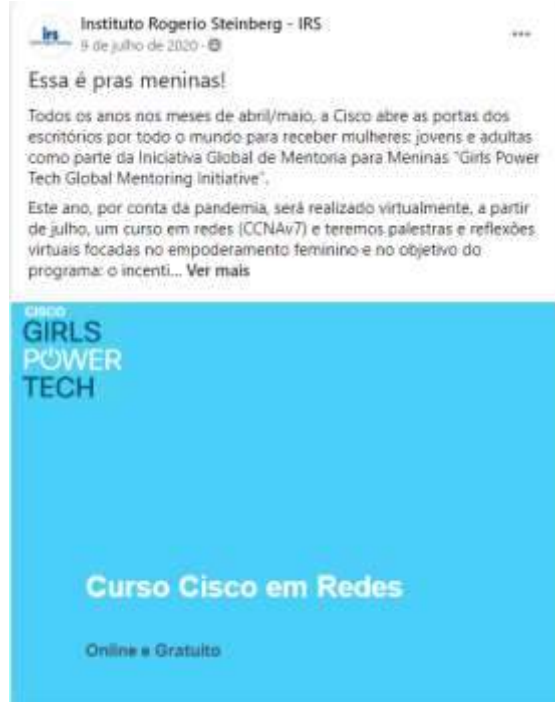 irs
Instituto Rogerio Steinberg - IRS
9 de julho de 2020 ·
Essa é pras meninas!
Todos os anos nos meses de abril/maio, a Cisco abre as portas dos
escritórios por todo o mundo para receber mulheres: jovens e adultas
como parte da Iniciativa Global de Mentoria para Meninas "Girls Power
Tech Global Mentoring Initiative".
Este ano, por conta da pandemia, será realizado virtualmente, a partir
de julho, um curso em redes (CCNAv7) e teremos palestras e reflexões
virtuais focadas no empoderamento feminino e no objetivo do
programa: o incenti... Ver mais
CISCO
GIRLS
POWER
TECH
Curso Cisco em Redes
Online e Gratuito